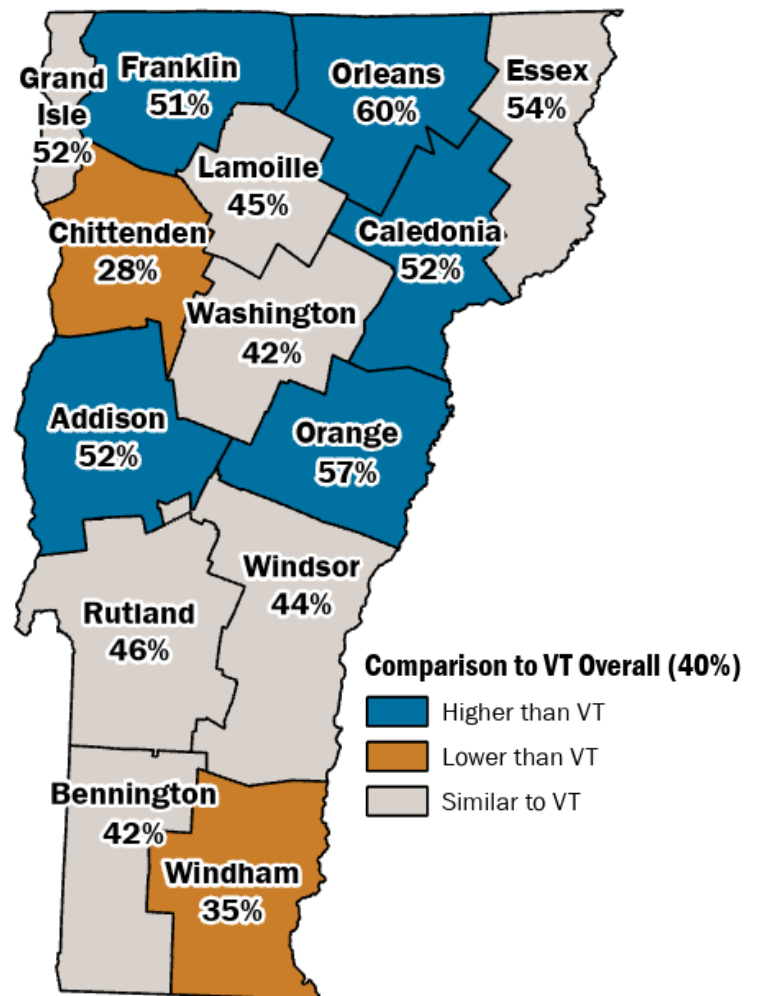 Grand
Isle
52%
Franklin
51%
Orleans
60%
Essex
54%
Lamoille
45%
Chittenden
28%
Caledonia
52%
Washington
42%
Addison
52%
Orange
57%
Windsor
44%
Rutland
46%
Comparison to VT Overall (40%)
Higher than VT
Lower than VT
Similar to VT
Bennington
42%
Windham
35%